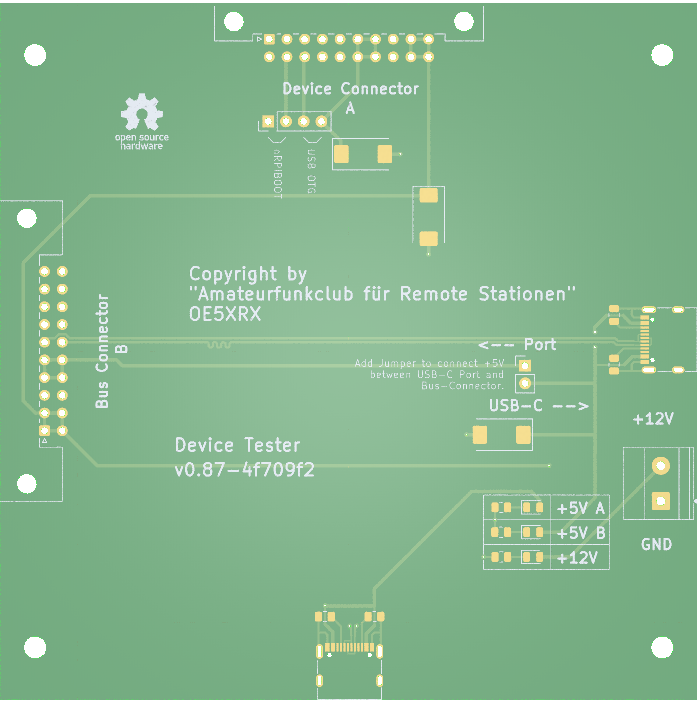 Device Connector
A
open source
hardware
nRPIBOOT
USB OTG
Copyright by
"Amateurfunkclub für Remote Stationen"
OE5XRX
Bus Connector
B
<-- Port
Add Jumper to connect +5V
between USB-C Port and
Bus-Connector.
USB-C -->
+12V
Device Tester
v0.87-4f709f2
+5V A
+5V B
+12V
GND